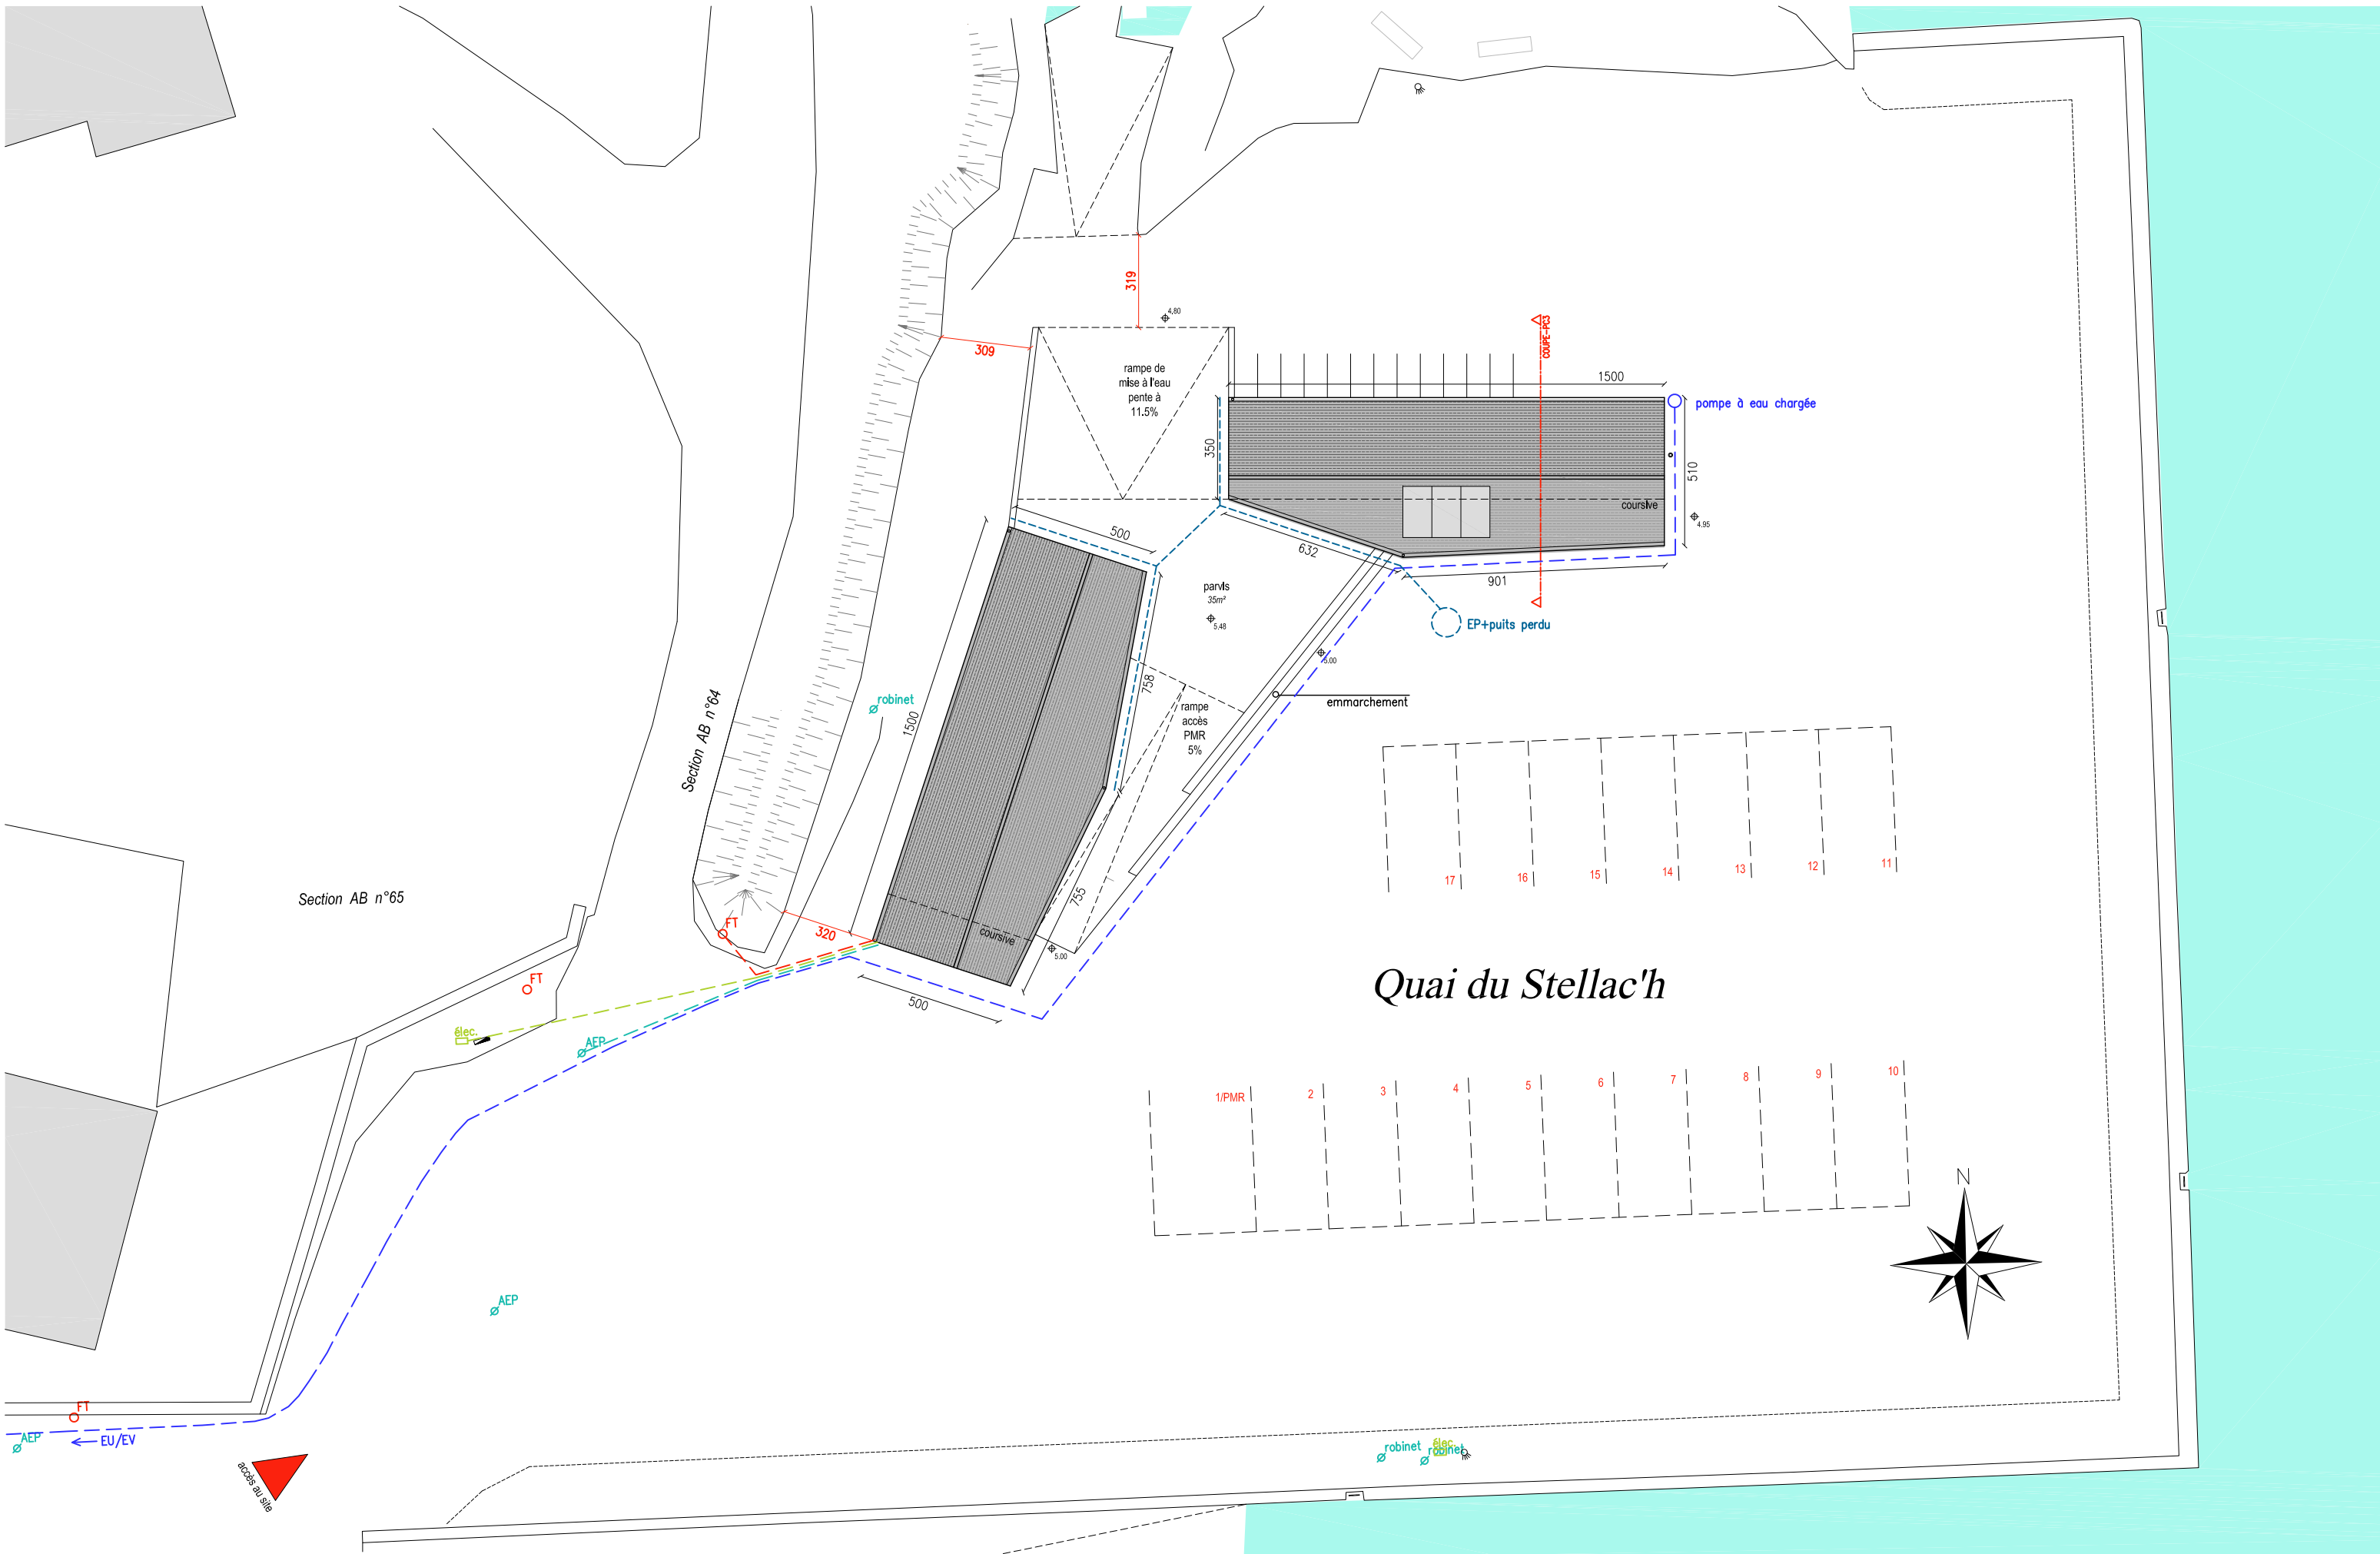 319
4,80
309
rampe de
mise à l'eau
pente à
11.5%
COUPE-PC3
1500
pompe à eau chargée
350
510
coursive
4.95
500
632
901
parvis
35m²
5,48
EP+puits perdu
5.00
758
emmarchement
rampe
accès
PMR
5%
robinet
1500
Section AB n°64
17
16
15
14
13
12
11
Section AB n°65
755
FT
320
coursive
5.00
FT
500
Quai du Stellac'h
élec.
AEP
1/PMR
2
3
4
5
6
7
8
9
10
N
AEP
FT
AEP
EU/EV
accès au site
robinet
élec.
robinet